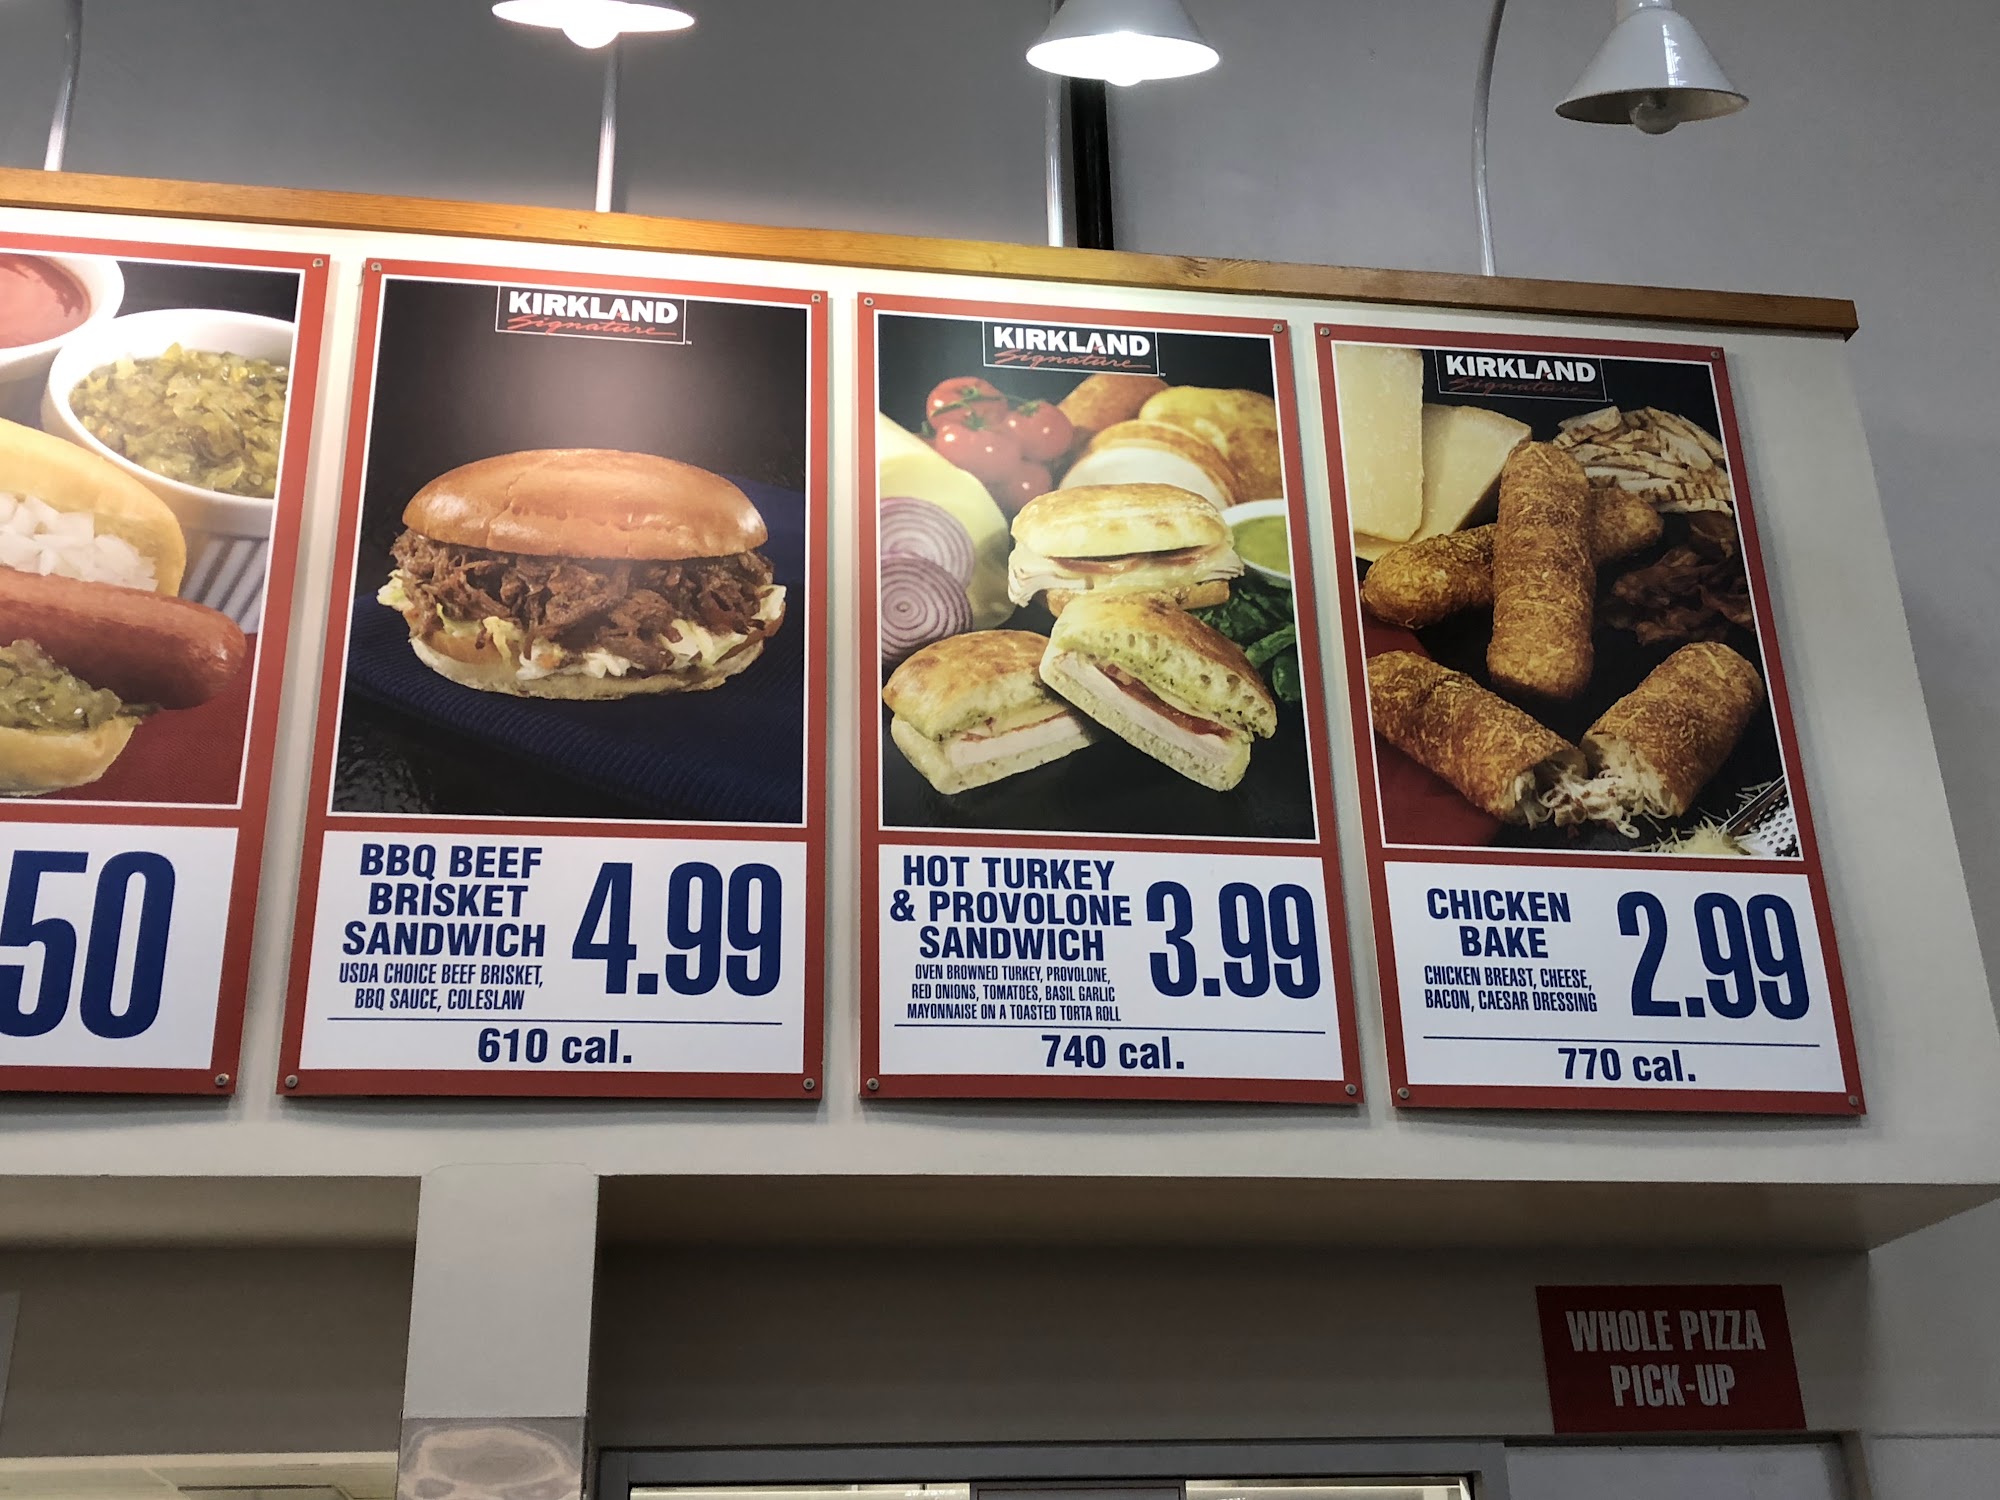 50
KIRKLAND
Signature
BBQ BEEF
BRISKET
SANDWICH
USDA CHOICE BEEF BRISKET,
BBQ SAUCE, COLESLAW
4.99
610 cal.
KIRKLAND
Signature
HOT TURKEY
& PROVOLONE
SANDWICH
OVEN BROWNED TURKEY, PROVOLONE,
RED ONIONS, TOMATOES, BASIL GARLIC
MAYONNAISE ON A TOASTED TORTA ROLL
3.99
740 cal.
KIRKLAND
Signature
CHICKEN
BAKE
CHICKEN BREAST, CHEESE,
BACON, CAESAR DRESSING
2.99
770 cal.
WHOLE PIZZA
PICK-UP